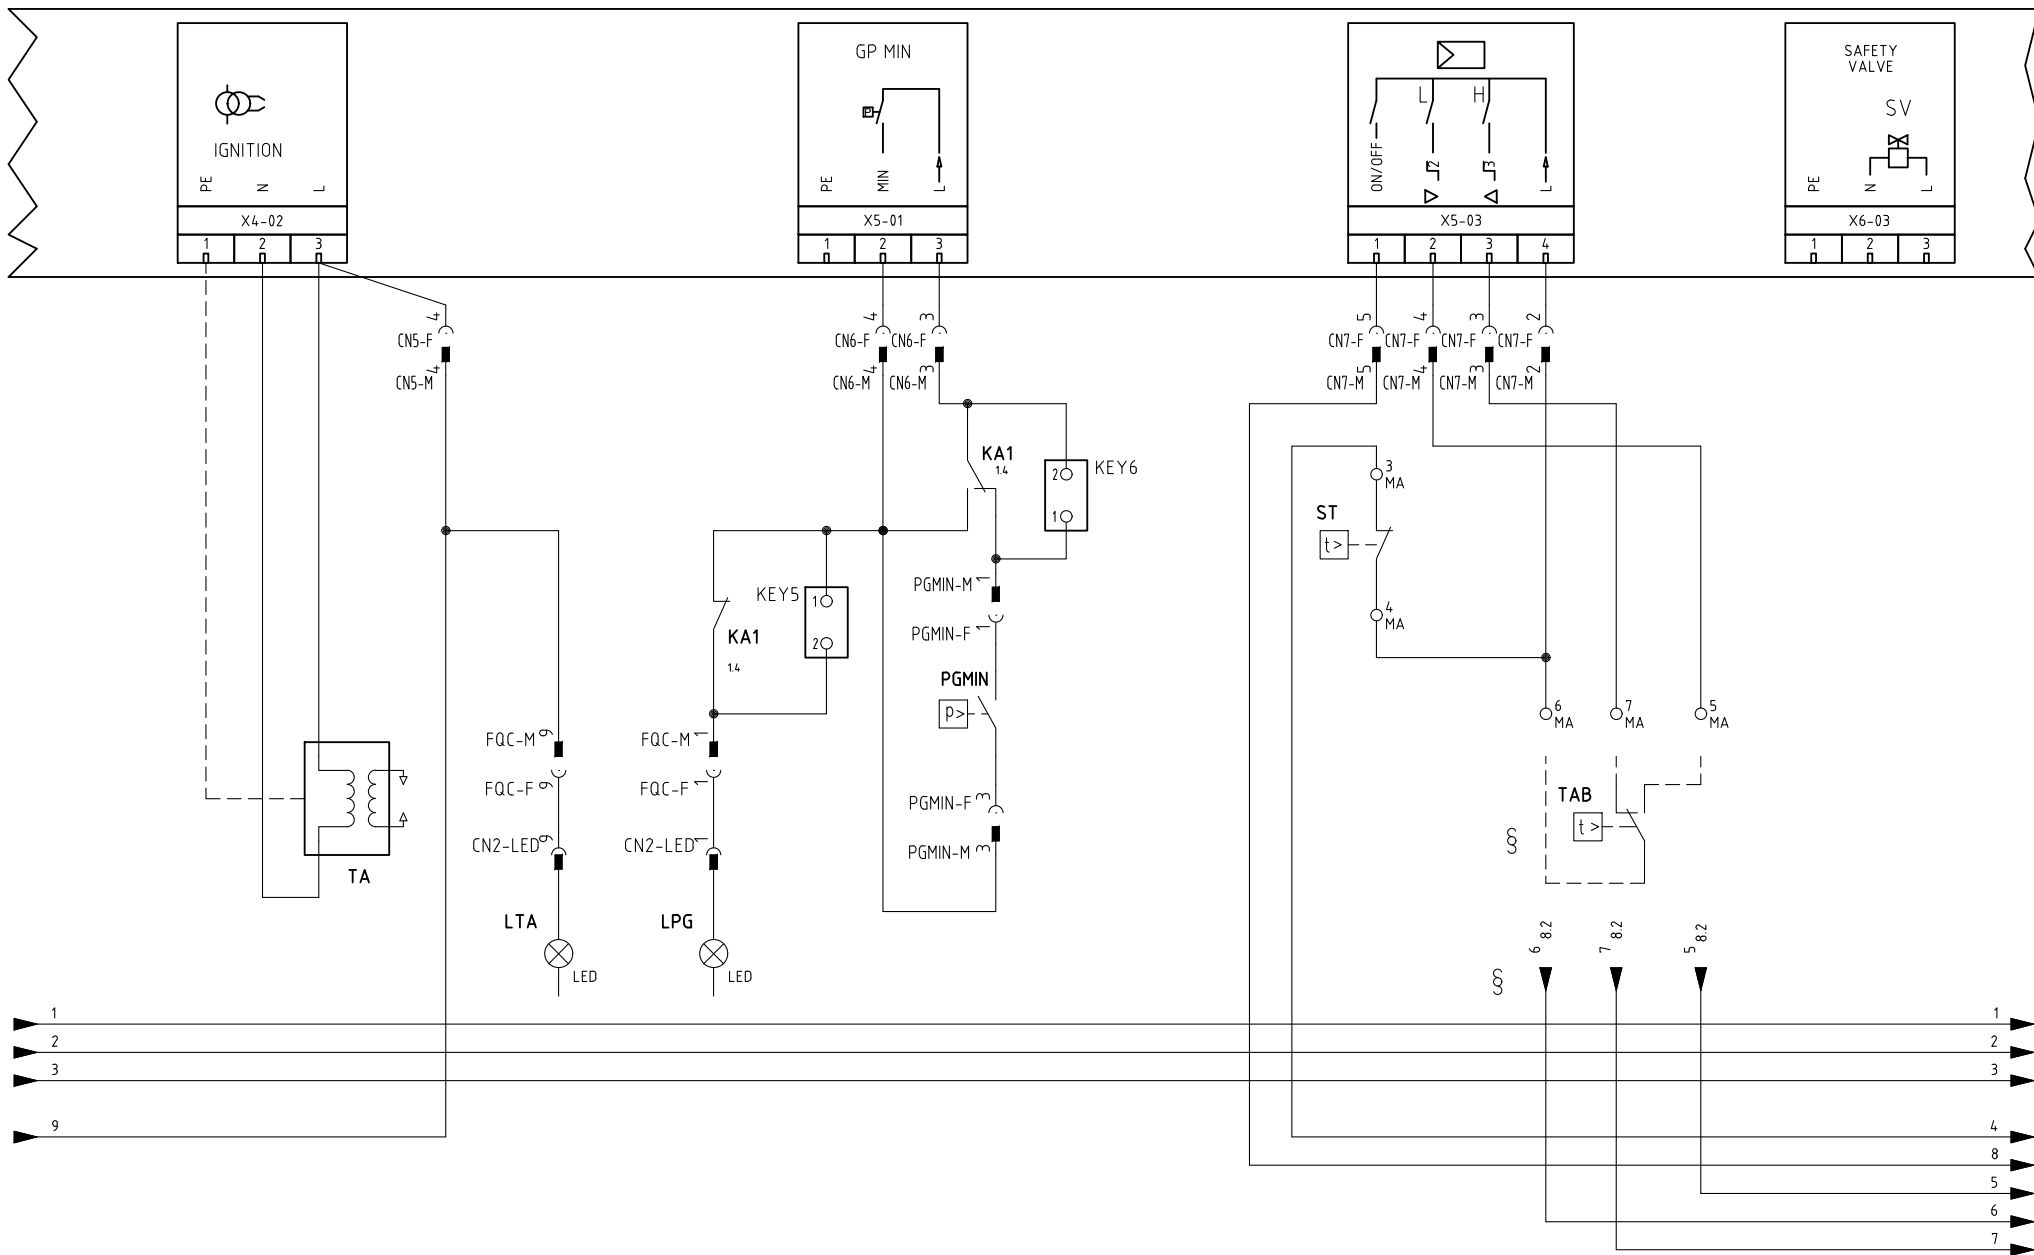 GP MIN
SAFETY
VALVE
L H
SV
P
IGNITION
PE N L
PE MIN L
ON/OFF 2 3 L
PE N L
X4-02
X5-01
X5-03
X6-03
1 2 3
1 2 3
1 2 3 4
1 2 3
4
CN5-F
4
CN5-M
4 3
CN6-F CN6-F
4 3
CN6-M CN6-M
5 4 3 2
CN7-F CN7-F CN7-F CN7-F
5 4 3 2
CN7-M CN7-M CN7-M CN7-M
KA1
1.4
2
KEY6
1
3
MA
ST
t>
4
MA
KEY5
1
2
KA1
1.4
PGMIN-M 1
PGMIN-F 1
PGMIN
p>
PGMIN-F 3
PGMIN-M 3
6
MA
7
MA
5
MA
FQC-M 9
FQC-F 9
CN2-LED 9
FQC-M 1
FQC-F 1
CN2-LED 1
TAB
t>
§
TA
LTA
LED
LPG
LED
6 8.2
7 8.2
5 8.2
§
1 1
2 2
3 3
9 4
8
5
6
7